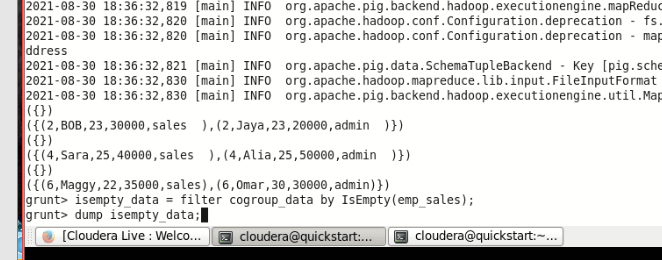 2021-08-30 18:36:32,819 [main] INFO  org.apache.pig.backend.hadoop.executionengine.mapReduc
2021-08-30 18:36:32,820 [main] INFO  org.apache.hadoop.conf.Configuration.deprecation - fs.
2021-08-30 18:36:32,820 [main] INFO  org.apache.hadoop.conf.Configuration.deprecation - map
ddress
2021-08-30 18:36:32,821 [main] INFO  org.apache.pig.data.SchemaTupleBackend - Key [pig.sche
2021-08-30 18:36:32,830 [main] INFO  org.apache.hadoop.mapreduce.lib.input.FileInputFormat
2021-08-30 18:36:32,830 [main] INFO  org.apache.pig.backend.hadoop.executionengine.util.Map
({})
({(2,BOB,23,30000,sales  ),(2,Jaya,23,20000,admin  )})
({})
({(4,Sara,25,40000,sales  ),(4,Alia,25,50000,admin  )})
({})
({(6,Maggy,22,35000,sales),(6,Omar,30,30000,admin)})
grunt> isempty_data = filter cogroup_data by IsEmpty(emp_sales);
grunt> dump isempty_data;
[Cloudera Live : Welco... cloudera@quickstart:... cloudera@quickstart:~...